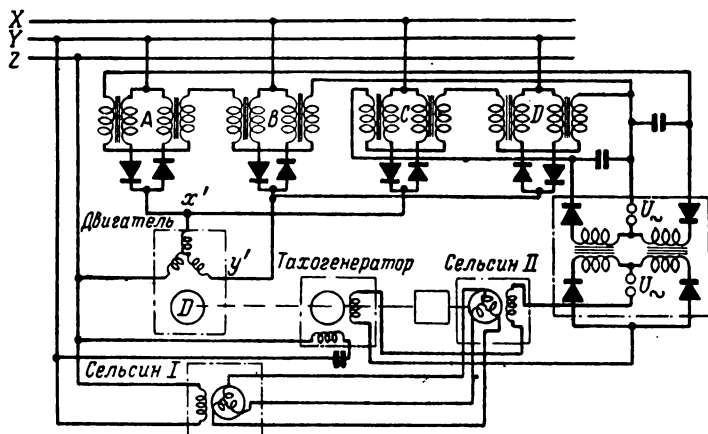 X
Y
Z
A
B
C
D
x'
Двигатель
y'
U~
Тахогенератор
Сельсин II
D
U~
Сельсин I